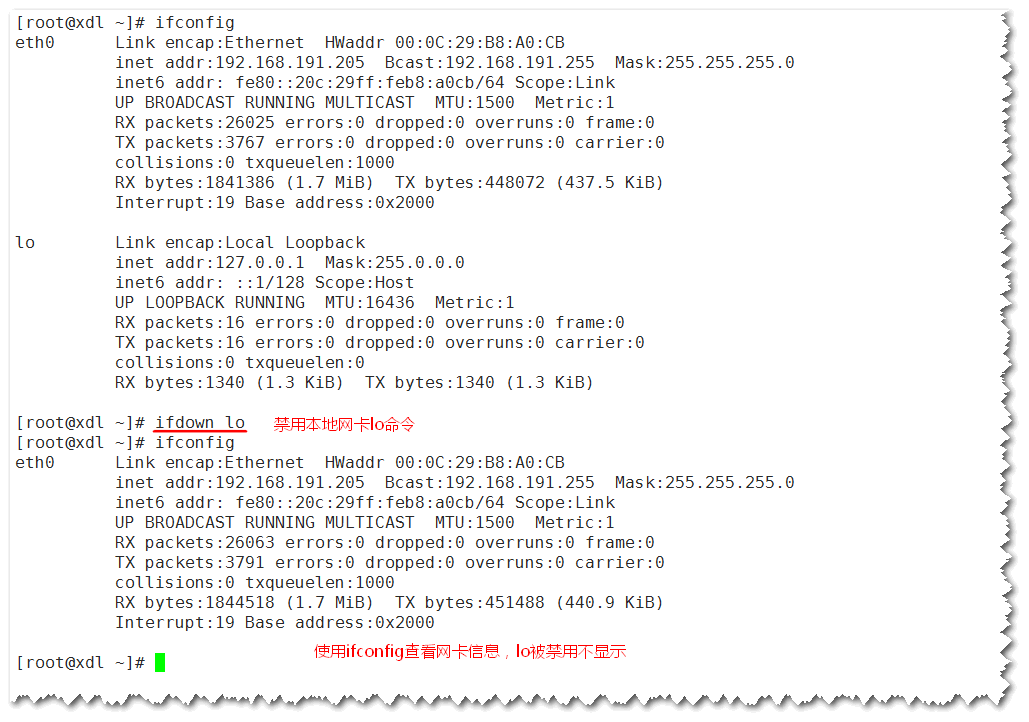 [root@xdl ~]# ifconfig
eth0      Link encap:Ethernet  HWaddr 00:0C:29:B8:A0:CB
          inet addr:192.168.191.205  Bcast:192.168.191.255  Mask:255.255.255.0
          inet6 addr: fe80::20c:29ff:feb8:a0cb/64 Scope:Link
          UP BROADCAST RUNNING MULTICAST  MTU:1500  Metric:1
          RX packets:26025 errors:0 dropped:0 overruns:0 frame:0
          TX packets:3767 errors:0 dropped:0 overruns:0 carrier:0
          collisions:0 txqueuelen:1000
          RX bytes:1841386 (1.7 MiB)  TX bytes:448072 (437.5 KiB)
          Interrupt:19 Base address:0x2000
lo        Link encap:Local Loopback
          inet addr:127.0.0.1  Mask:255.0.0.0
          inet6 addr: ::1/128 Scope:Host
          UP LOOPBACK RUNNING  MTU:16436  Metric:1
          RX packets:16 errors:0 dropped:0 overruns:0 frame:0
          TX packets:16 errors:0 dropped:0 overruns:0 carrier:0
          collisions:0 txqueuelen:0
          RX bytes:1340 (1.3 KiB)  TX bytes:1340 (1.3 KiB)
[root@xdl ~]# ifdown lo  禁用本地网卡lo命令
[root@xdl ~]# ifconfig
eth0      Link encap:Ethernet  HWaddr 00:0C:29:B8:A0:CB
          inet addr:192.168.191.205  Bcast:192.168.191.255  Mask:255.255.255.0
          inet6 addr: fe80::20c:29ff:feb8:a0cb/64 Scope:Link
          UP BROADCAST RUNNING MULTICAST  MTU:1500  Metric:1
          RX packets:26063 errors:0 dropped:0 overruns:0 frame:0
          TX packets:3791 errors:0 dropped:0 overruns:0 carrier:0
          collisions:0 txqueuelen:1000
          RX bytes:1844518 (1.7 MiB)  TX bytes:451488 (440.9 KiB)
          Interrupt:19 Base address:0x2000
使用ifconfig查看网卡信息，lo被禁用不显示
[root@xdl ~]#